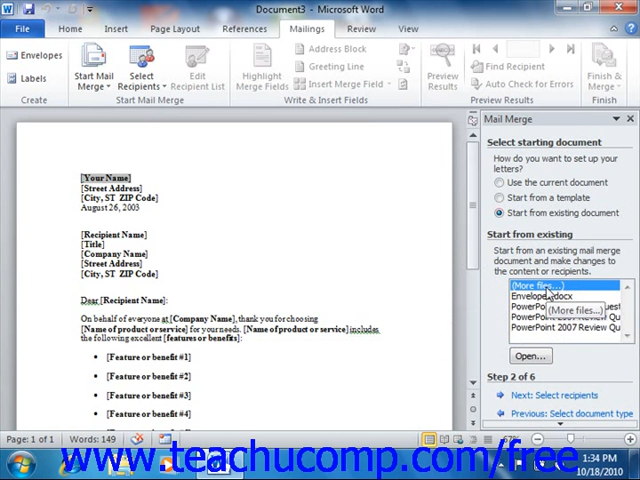 Document3 - Microsoft Word
File Home Insert Page Layout References Mailings Review View
Envelopes
Labels
Create
Start Mail Merge
Select Recipients
Edit Recipient List
Start Mail Merge
Highlight Merge Fields
Address Block
Greeting Line
Insert Merge Field
Write & Insert Fields
Preview Results
Find Recipient
Auto Check for Errors
Preview Results
Finish & Merge
Finish
[Your Name]
[Street Address]
[City, ST ZIP Code]
August 26, 2003
[Recipient Name]
[Title]
[Company Name]
[Street Address]
[City, ST ZIP Code]
Dear [Recipient Name]:
On behalf of everyone at [Company Name], thank you for choosing
[Name of product or service] for your needs. [Name of product or service] includes
the following excellent [features or benefits]:
• [Feature or benefit #1]
• [Feature or benefit #2]
• [Feature or benefit #3]
• [Feature or benefit #4]
Mail Merge
Select starting document
How do you want to set up your
letters?
Use the current document
Start from a template
Start from existing document
Start from existing
Start from an existing mail merge
document and make changes to
the content or recipients.
(More files...)
Envelope.docx
(More files...)
PowerPoint 2007 Review Qu
PowerPoint 2007 Review Qu
Open...
Step 2 of 6
Next: Select recipients
Previous: Select document type
Page: 1 of 1 Words: 149 67%
www.teachucomp.com/free
1:34 PM
10/18/2010